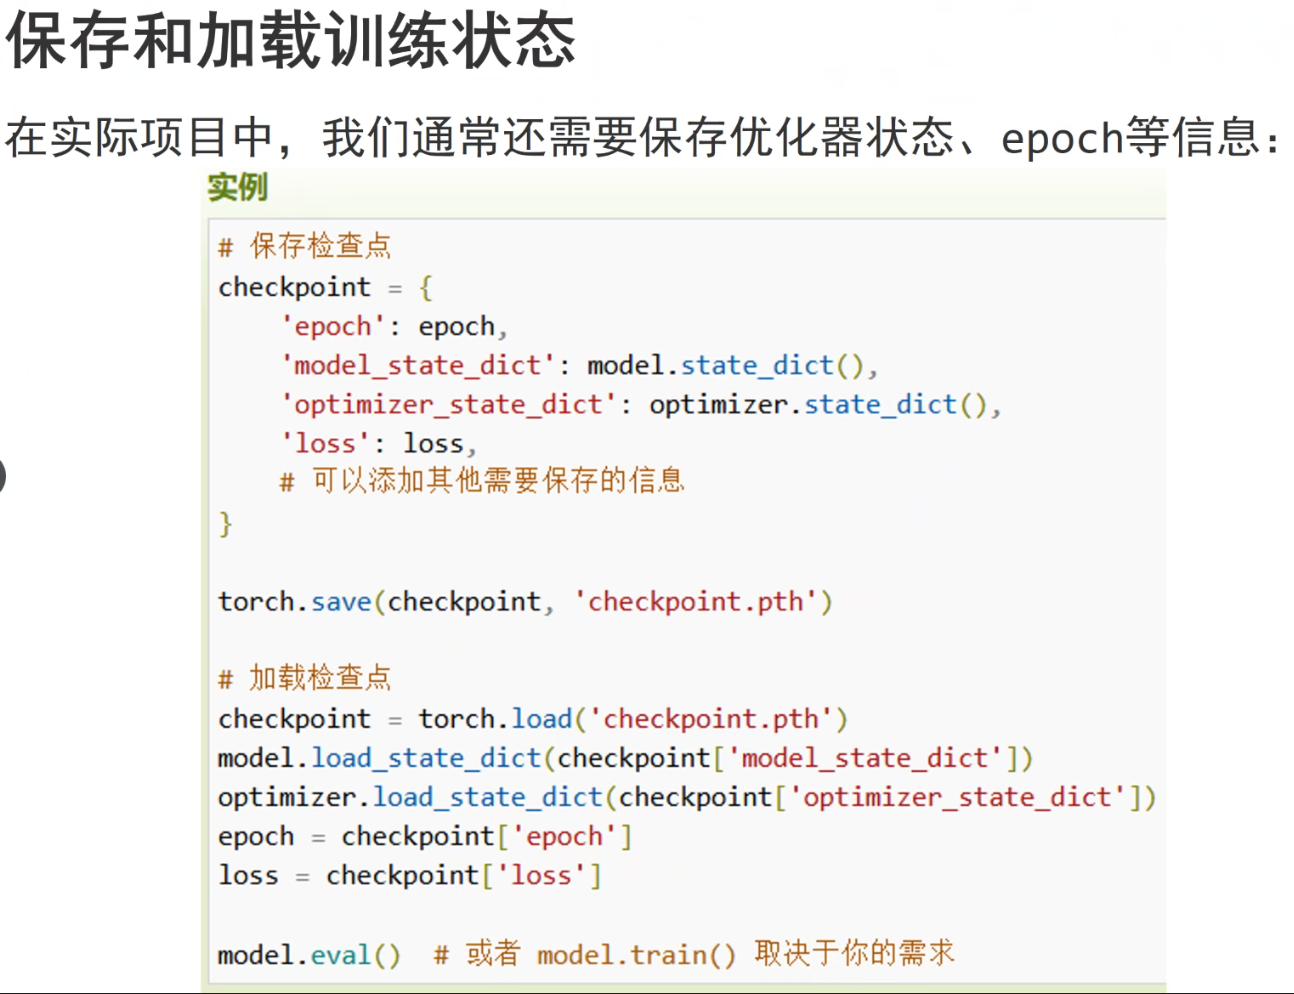 保存和加载训练状态
在实际项目中，我们通常还需要保存优化器状态、epoch等信息：
实例
# 保存检查点
checkpoint = {
    'epoch': epoch,
    'model_state_dict': model.state_dict(),
    'optimizer_state_dict': optimizer.state_dict(),
    'loss': loss,
    # 可以添加其他需要保存的信息
}
torch.save(checkpoint, 'checkpoint.pth')
# 加载检查点
checkpoint = torch.load('checkpoint.pth')
model.load_state_dict(checkpoint['model_state_dict'])
optimizer.load_state_dict(checkpoint['optimizer_state_dict'])
epoch = checkpoint['epoch']
loss = checkpoint['loss']
model.eval()  # 或者 model.train() 取决于你的需求